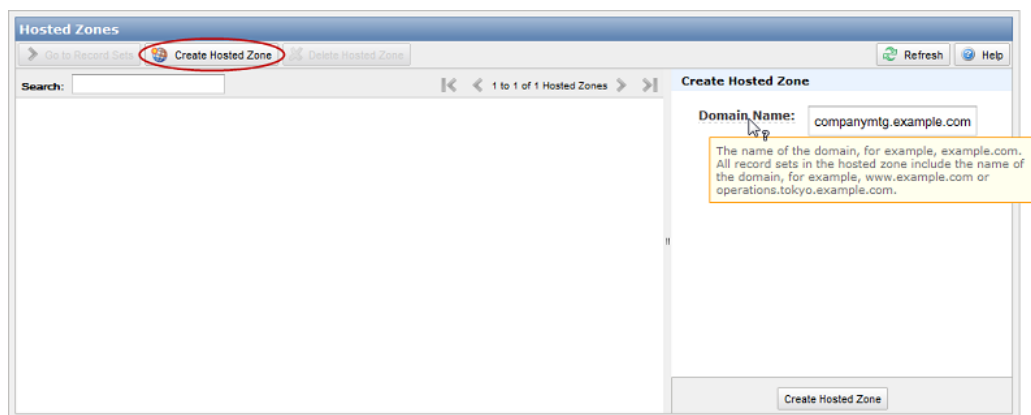 Hosted Zones
Go to Record Sets Create Hosted Zone Delete Hosted Zone Refresh Help
Search: 1 to 1 of 1 Hosted Zones Create Hosted Zone
Domain Name: companymtg.example.com
The name of the domain, for example, example.com.
All record sets in the hosted zone include the name of
the domain, for example, www.example.com or
operations.tokyo.example.com.
Create Hosted Zone